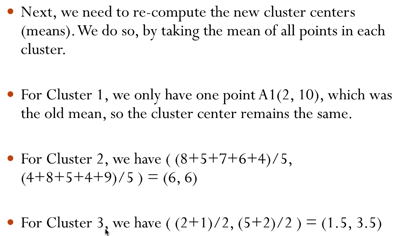 • Next, we need to re-compute the new cluster centers
(means). We do so, by taking the mean of all points in each
cluster.
• For Cluster 1, we only have one point A1(2, 10), which was
the old mean, so the cluster center remains the same.
• For Cluster 2, we have ( (8+5+7+6+4)/5,
(4+8+5+4+9)/5 ) = (6, 6)
• For Cluster 3, we have ( (2+1)/2, (5+2)/2 ) = (1.5, 3.5)